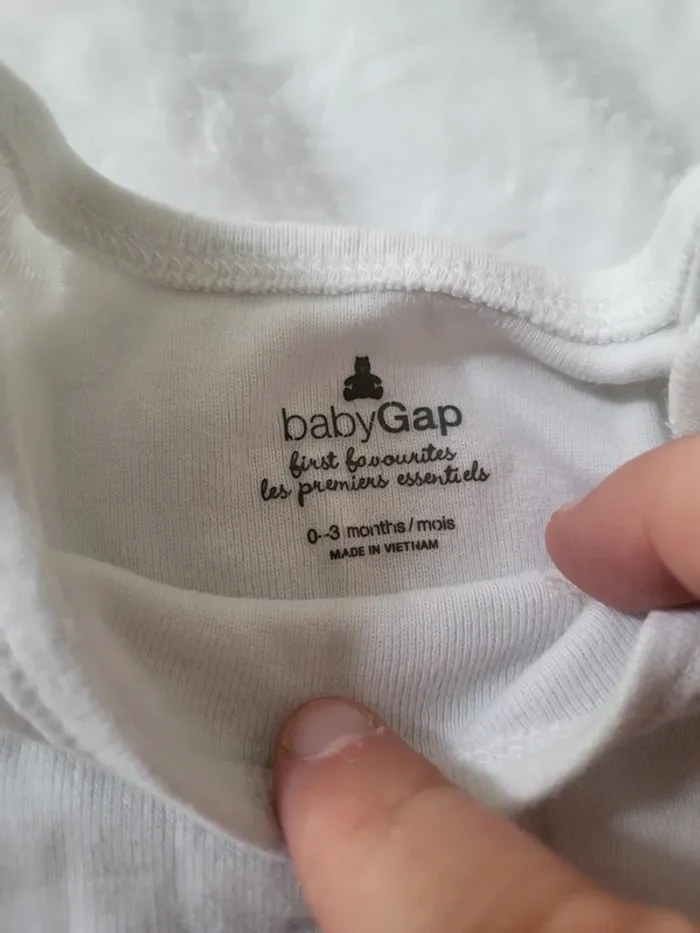 babyGap
first favourites
les premiers essentiels
0-3 months/mois
MADE IN VIETNAM